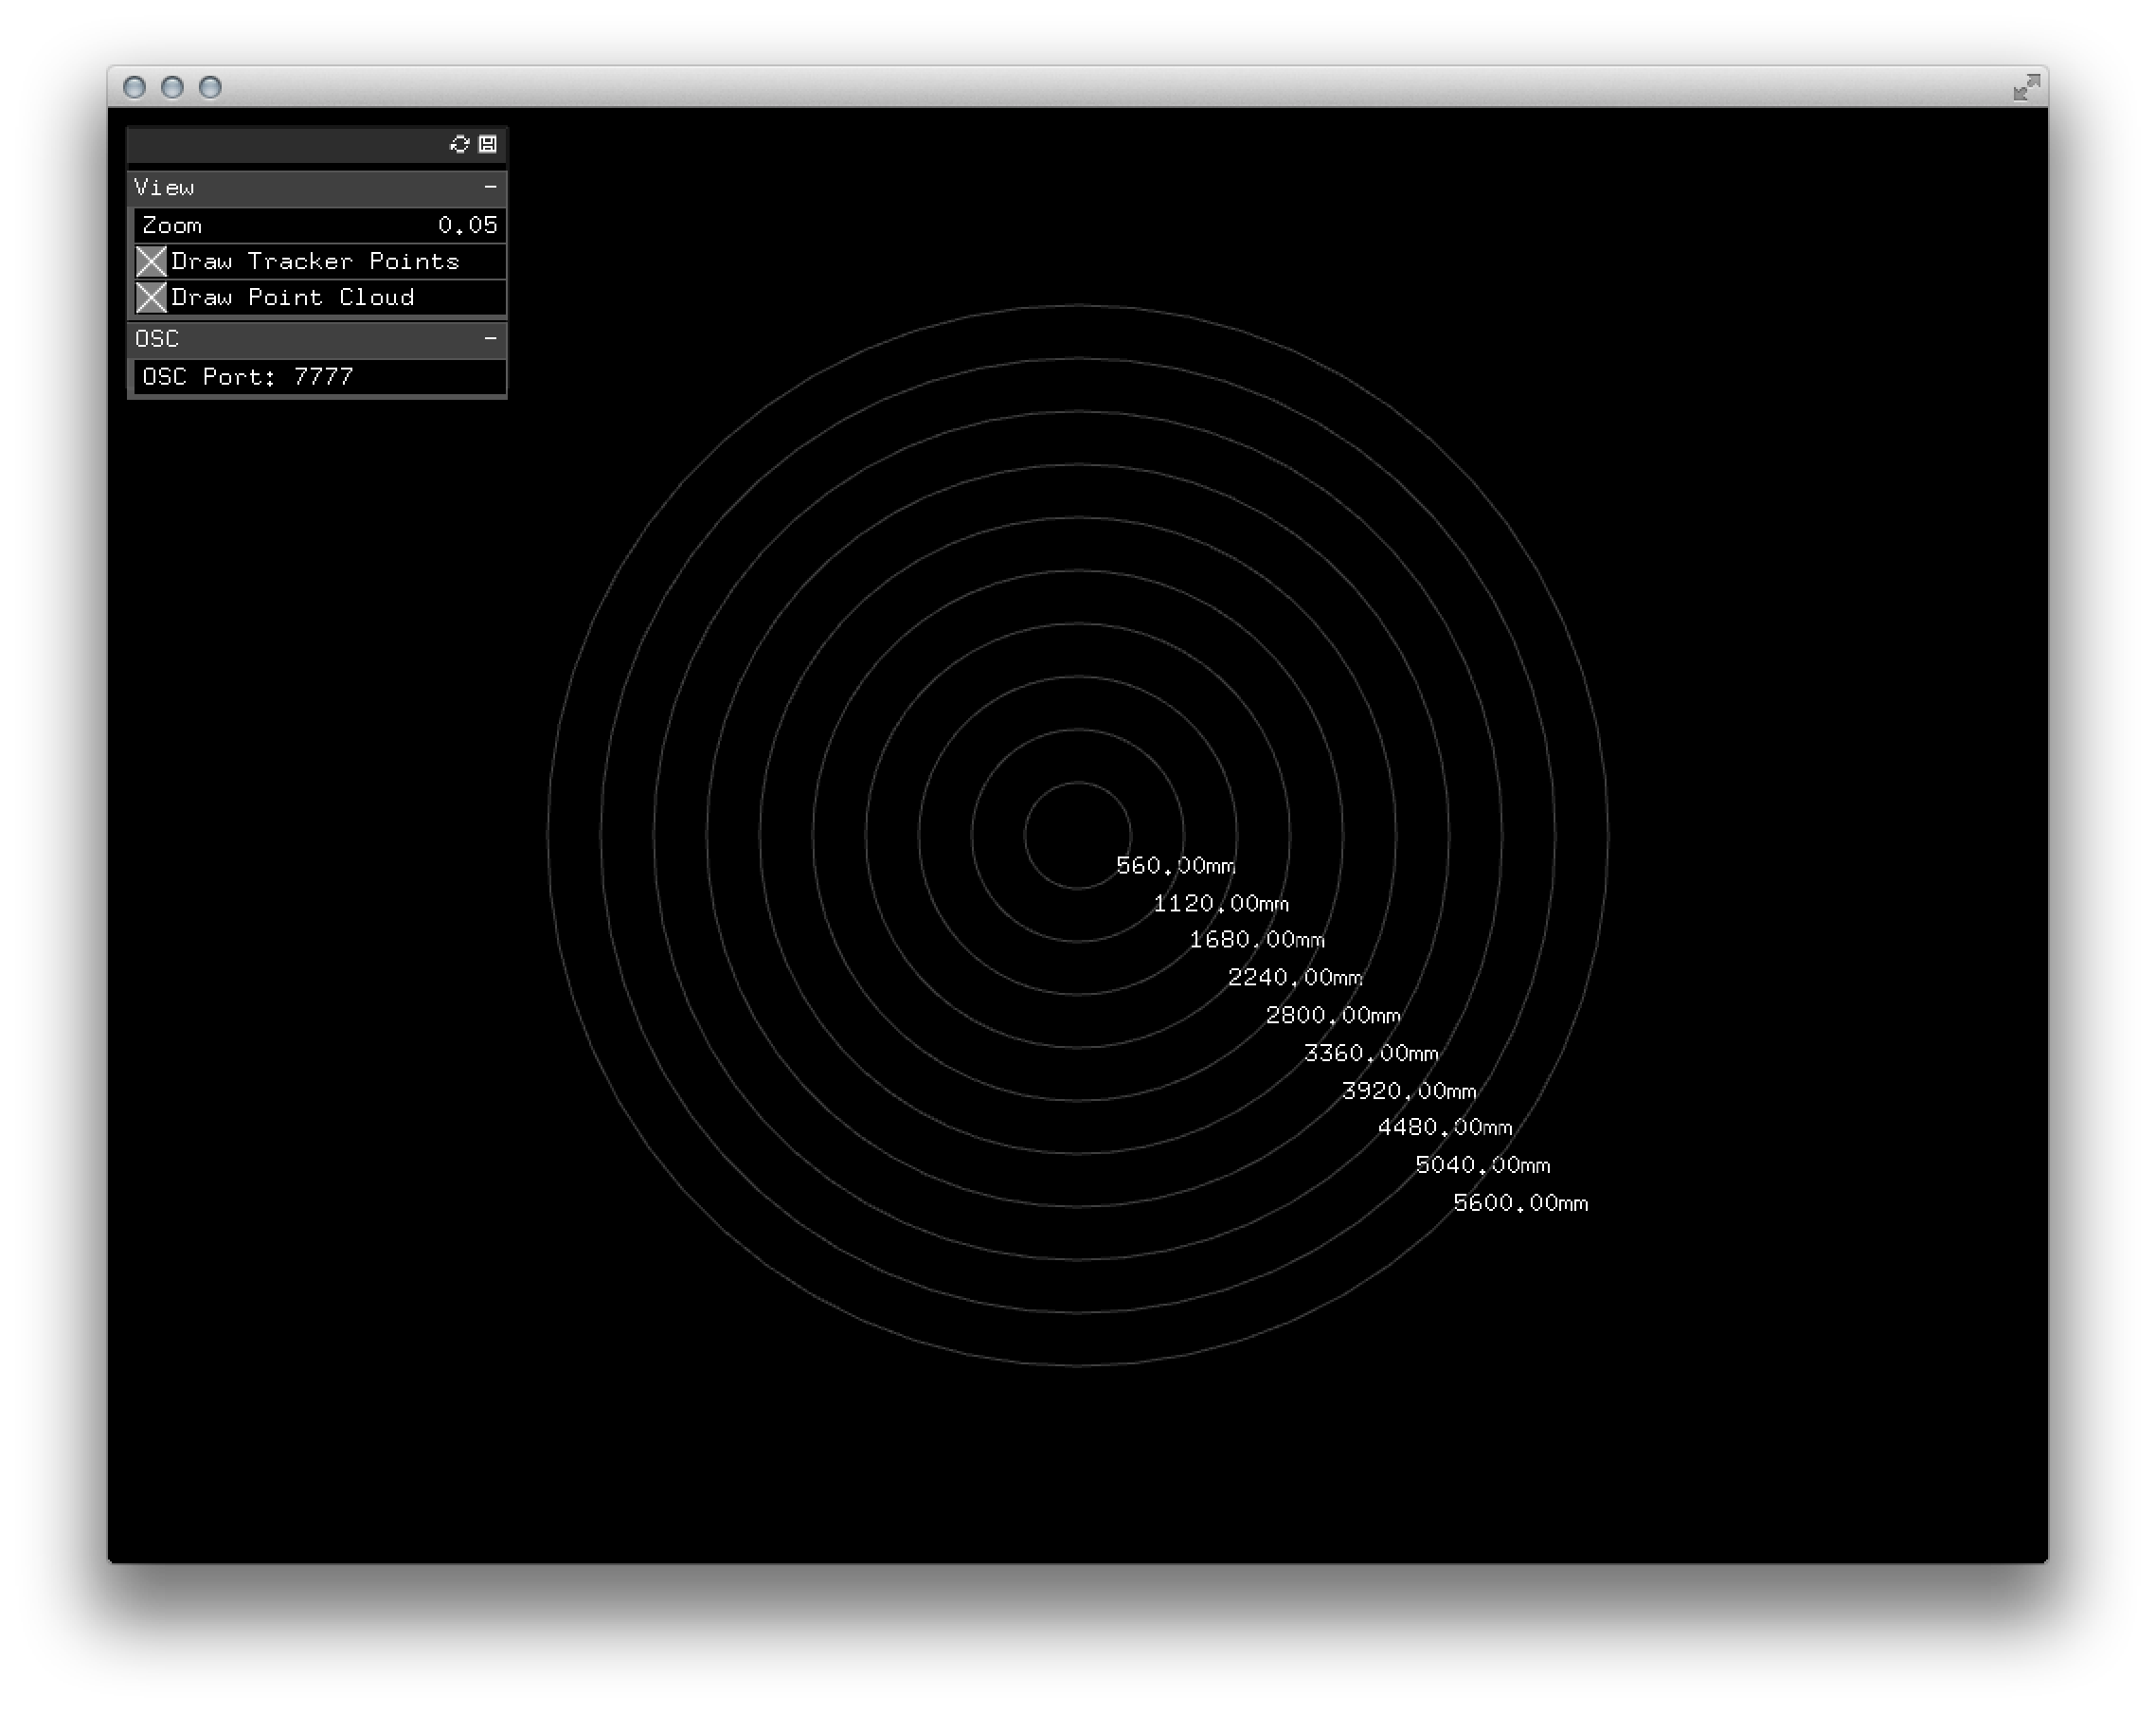 View -
Zoom 0.05
Draw Tracker Points
Draw Point Cloud
OSC -
OSC Port: 7777
560.00mm
1120.00mm
1680.00mm
2240.00mm
2800.00mm
3360.00mm
3920.00mm
4480.00mm
5040.00mm
5600.00mm